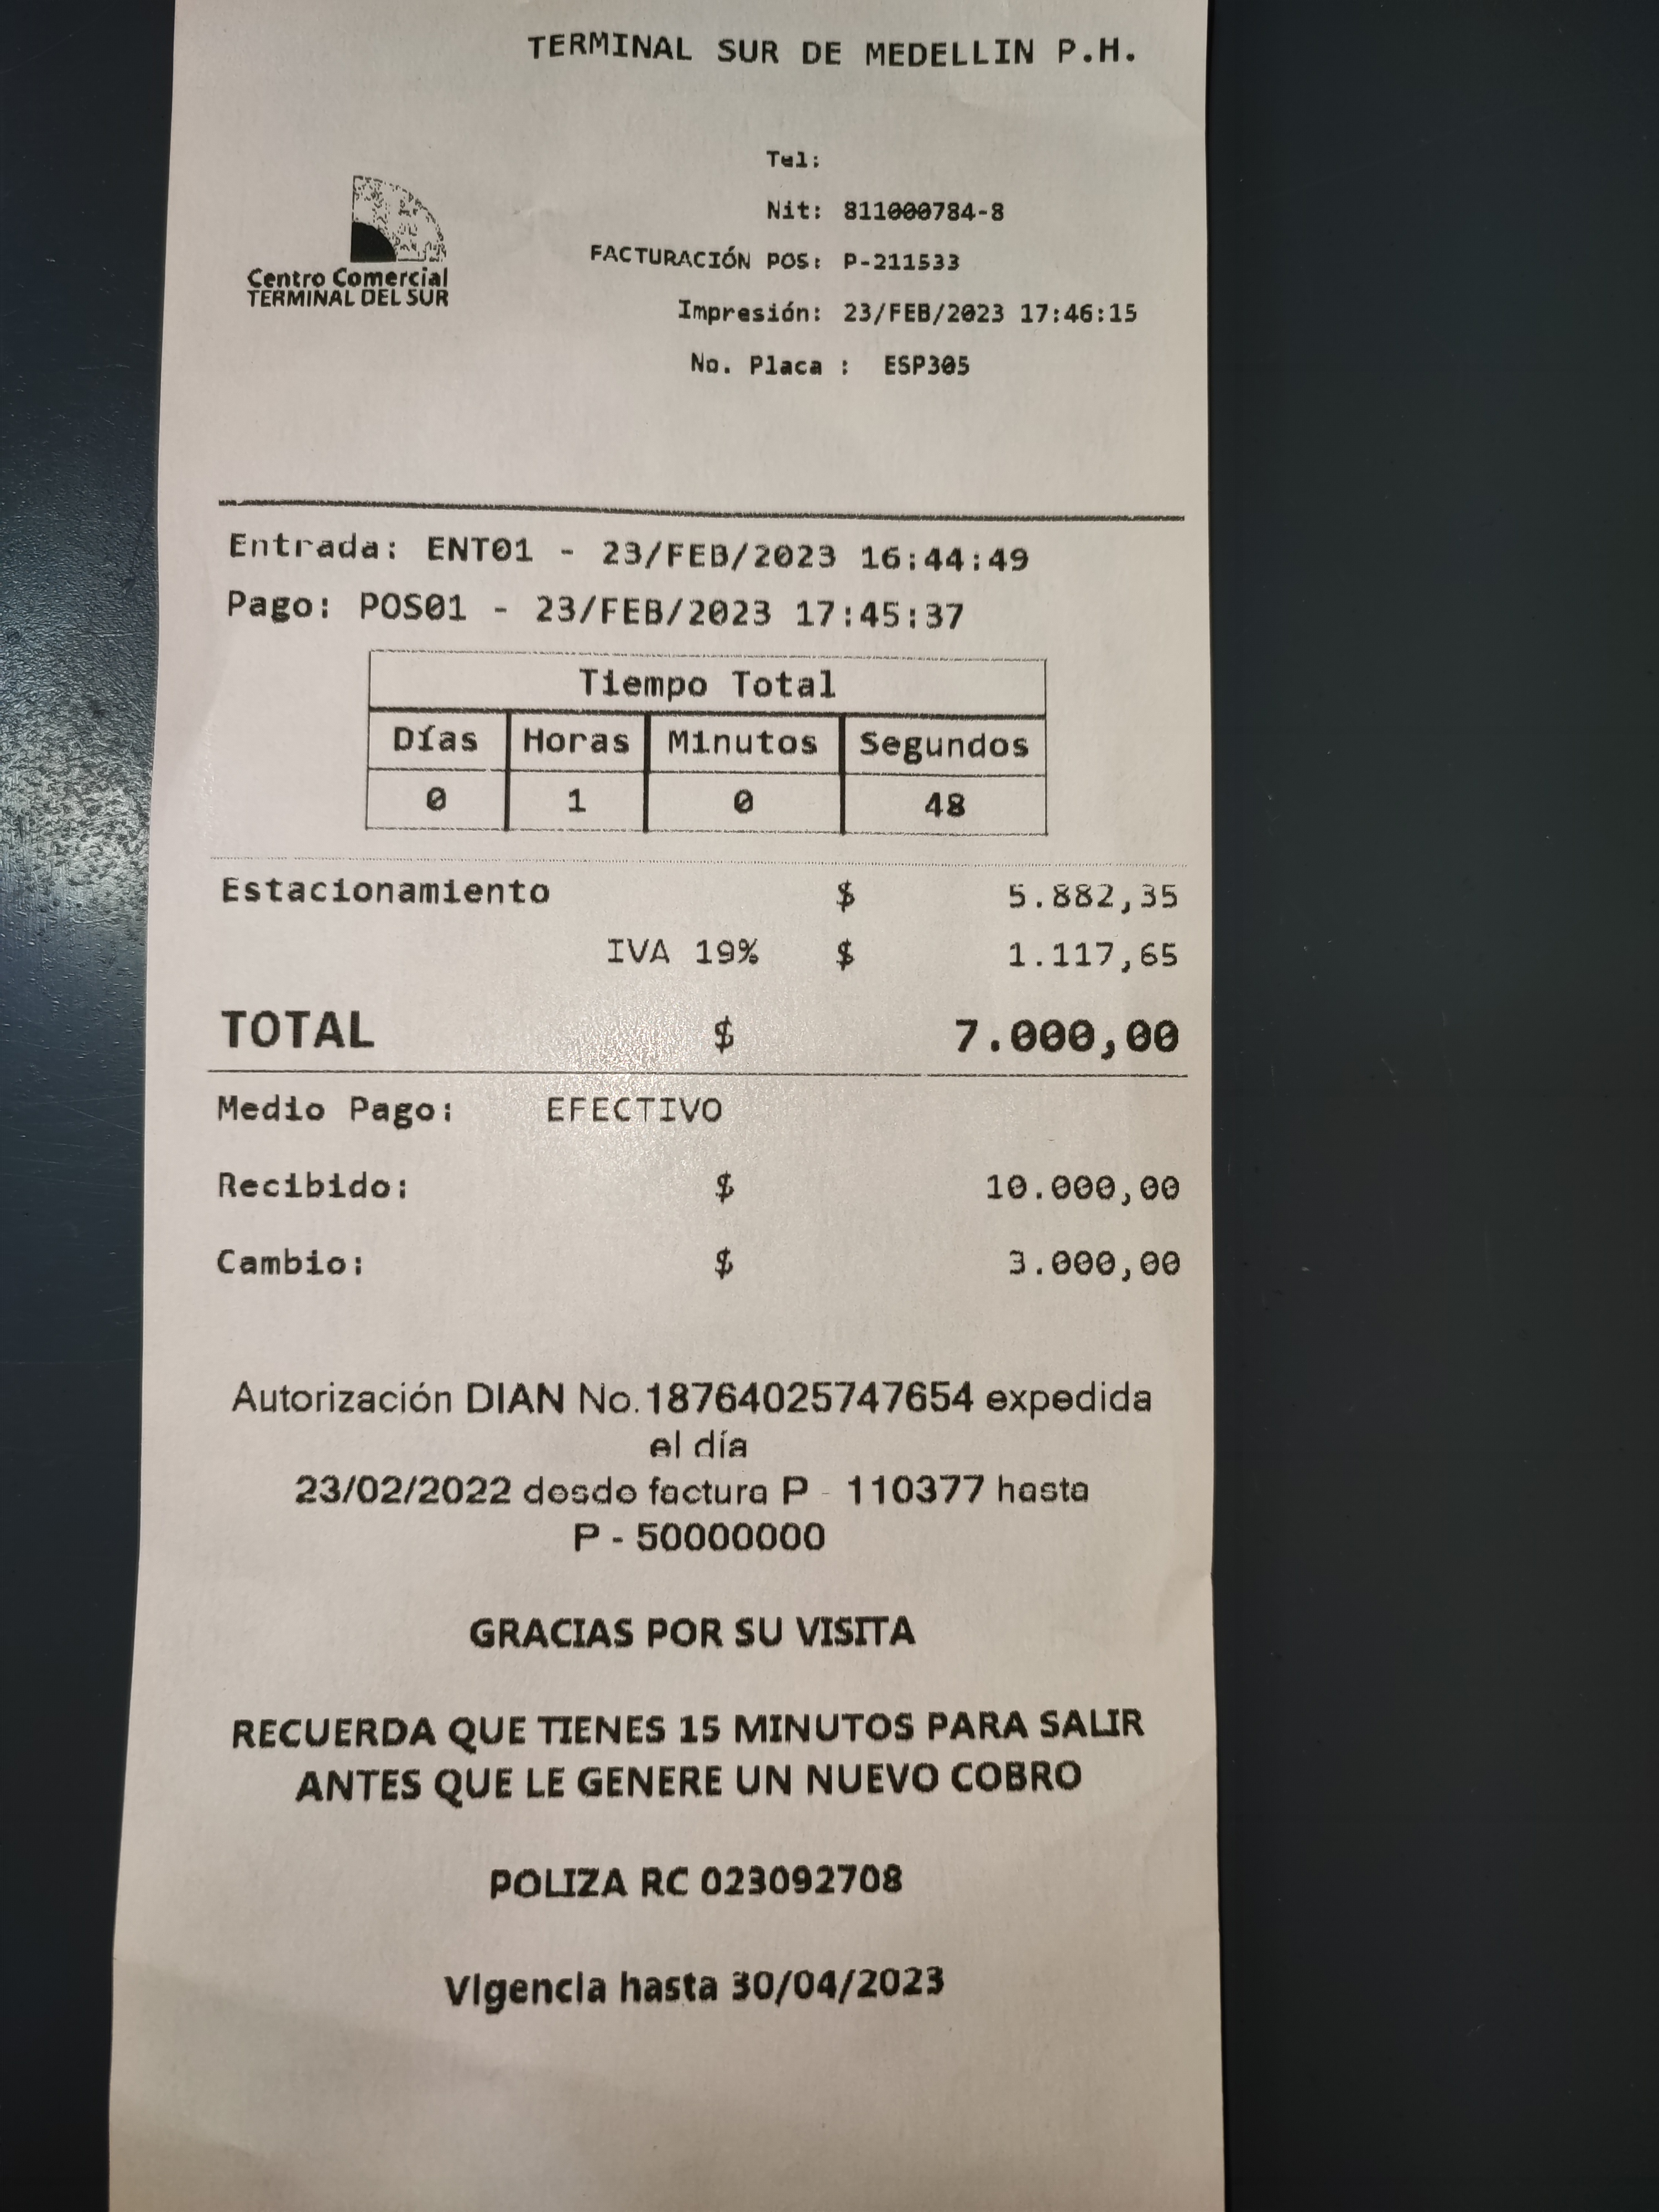 TERMINAL SUR DE MEDELLIN P.H.
Tel:
Nit: 811000784-8
FACTURACIÓN POS: P-211533
Impresión: 23/FEB/2023 17:46:15
No. Placa : ESP305
Centro Comercial
TERMINAL DEL SUR
Entrada: ENT01 - 23/FEB/2023 16:44:49
Pago: POS01 - 23/FEB/2023 17:45:37
Tiempo Total
Días Horas Minutos Segundos
0 1 0 48
Estacionamiento $ 5.882,35
IVA 19% $ 1.117,65
TOTAL $ 7.000,00
Medio Pago: EFECTIVO
Recibido: $ 10.000,00
Cambio: $ 3.000,00
Autorización DIAN No.18764025747654 expedida
el día
23/02/2022 desde factura P - 110377 hasta
P - 50000000
GRACIAS POR SU VISITA
RECUERDA QUE TIENES 15 MINUTOS PARA SALIR
ANTES QUE LE GENERE UN NUEVO COBRO
POLIZA RC 023092708
Vigencia hasta 30/04/2023